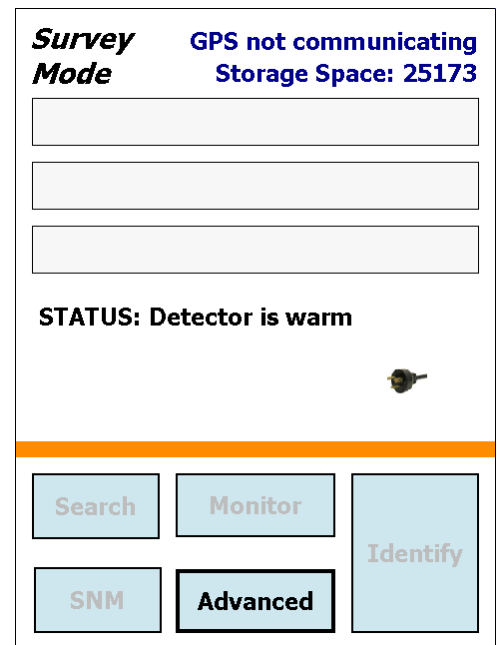 Survey
Mode
GPS not communicating
Storage Space: 25173
STATUS: Detector is warm
Search
Monitor
Identify
SNM
Advanced